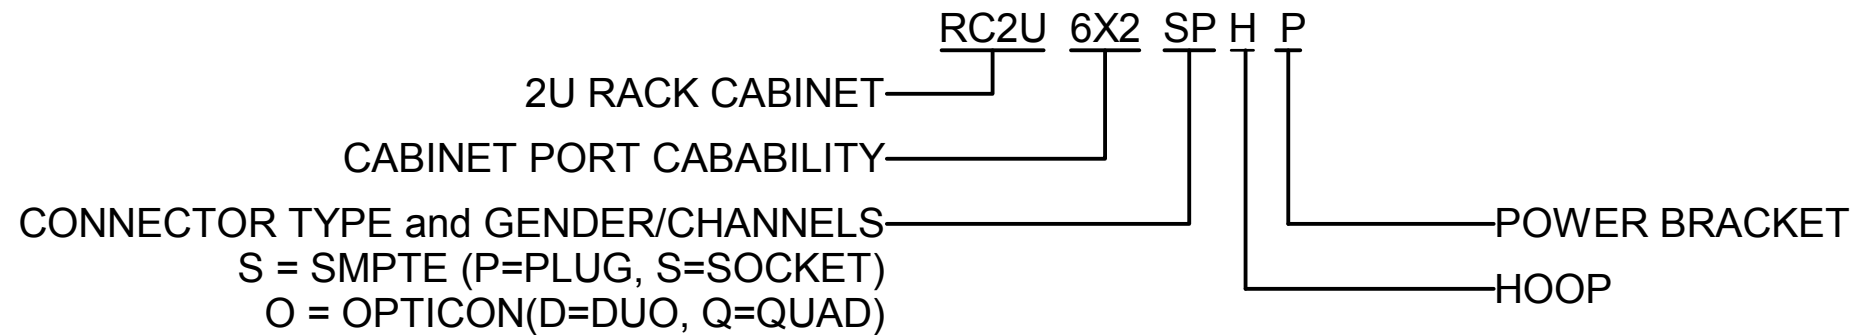 RC2U 6X2 SP H P
2U RACK CABINET
CABINET PORT CABABILITY
CONNECTOR TYPE and GENDER/CHANNELS
S = SMPTE (P=PLUG, S=SOCKET)
O = OPTICON(D=DUO, Q=QUAD)
POWER BRACKET
HOOP